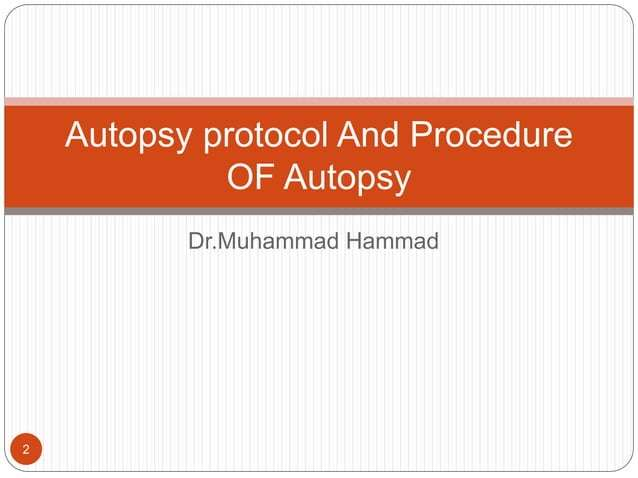 Autopsy protocol And Procedure
OF Autopsy
Dr.Muhammad Hammad
2